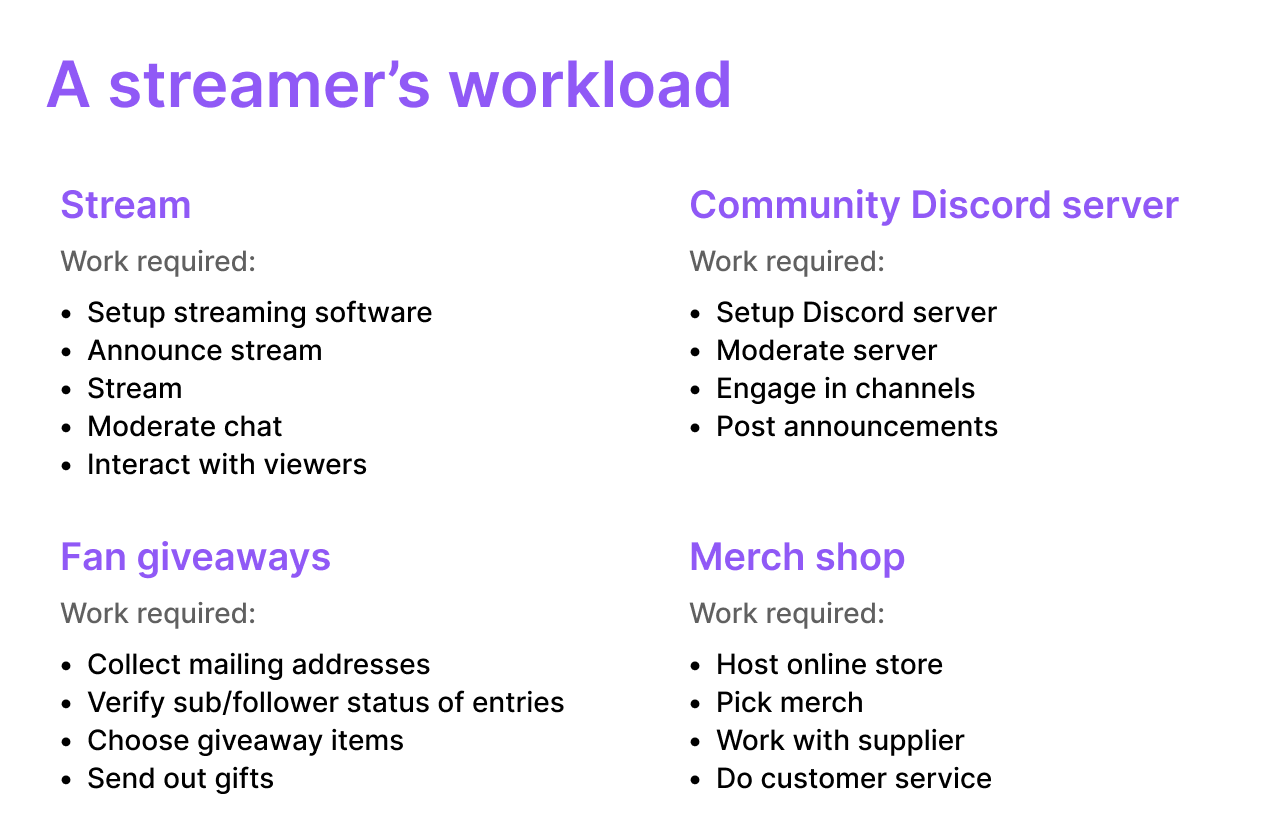 A streamer’s workload
Stream
Work required:
• Setup streaming software
• Announce stream
• Stream
• Moderate chat
• Interact with viewers
Community Discord server
Work required:
• Setup Discord server
• Moderate server
• Engage in channels
• Post announcements
Fan giveaways
Work required:
• Collect mailing addresses
• Verify sub/follower status of entries
• Choose giveaway items
• Send out gifts
Merch shop
Work required:
• Host online store
• Pick merch
• Work with supplier
• Do customer service